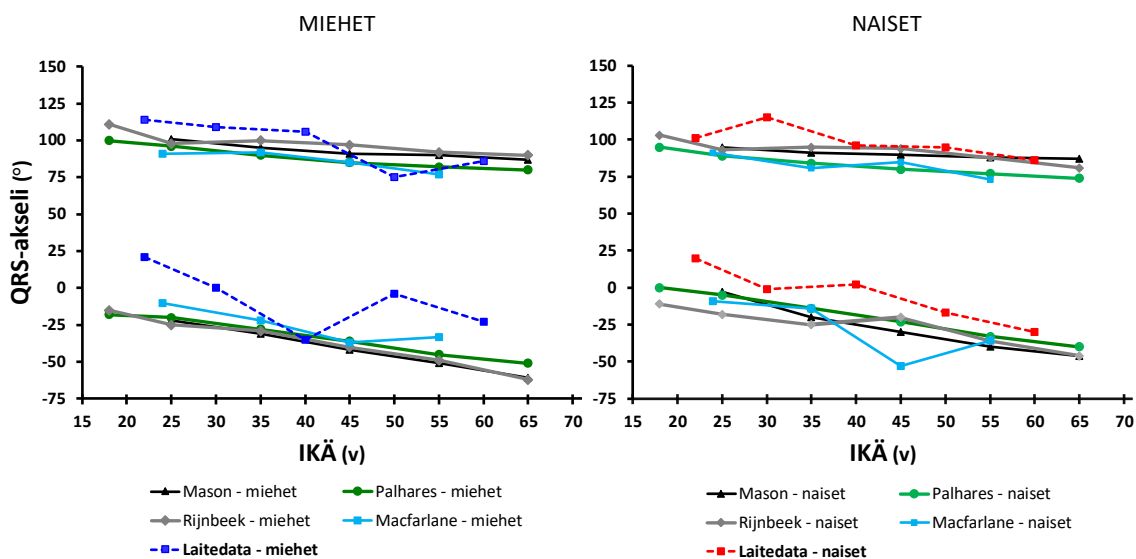 MIEHET
NAISET
QRS-akseli (°)
150
125
100
75
50
25
0
-25
-50
-75
15 20 25 30 35 40 45 50 55 60 65 70
IKÄ (v)
150
125
100
75
50
25
0
-25
-50
-75
15 20 25 30 35 40 45 50 55 60 65 70
IKÄ (v)
Mason - miehet Palhares - miehet
Rijnbeek - miehet Macfarlane - miehet
Laitedata - miehet
Mason - naiset Palhares - naiset
Rijnbeek - naiset Macfarlane - naiset
Laitedata - naiset